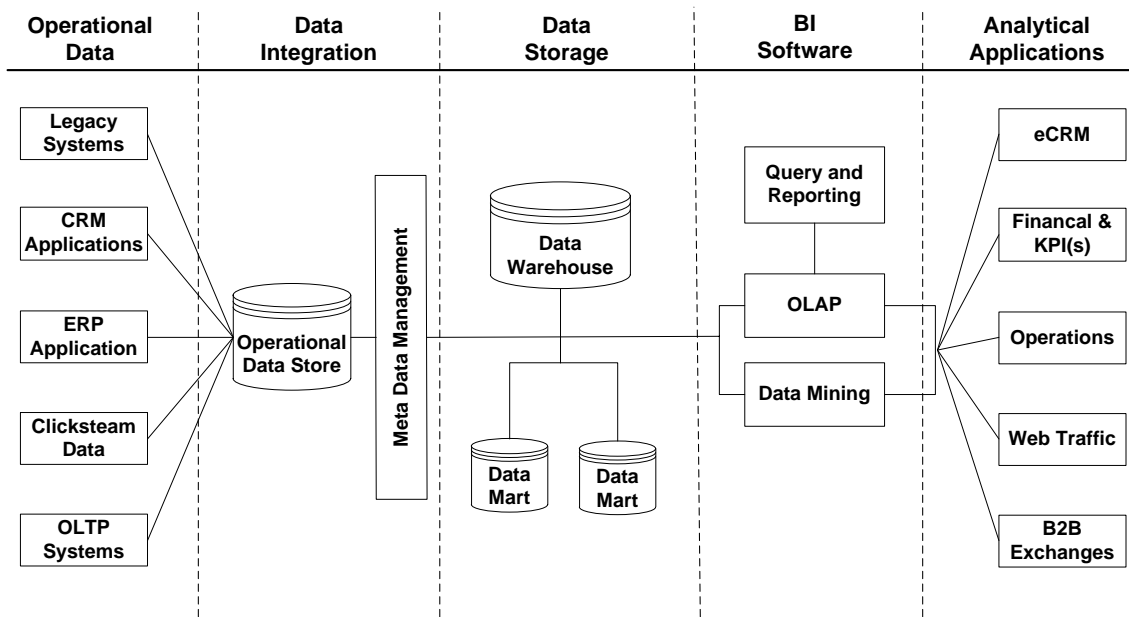 Operational
Data
Data
Integration
Data
Storage
BI
Software
Analytical
Applications
Legacy
Systems
CRM
Applications
ERP
Application
Clicksteam
Data
OLTP
Systems
Operational
Data Store
Meta Data Management
Data
Warehouse
Data
Mart
Data
Mart
Query and
Reporting
OLAP
Data Mining
eCRM
Financal &
KPI(s)
Operations
Web Traffic
B2B
Exchanges